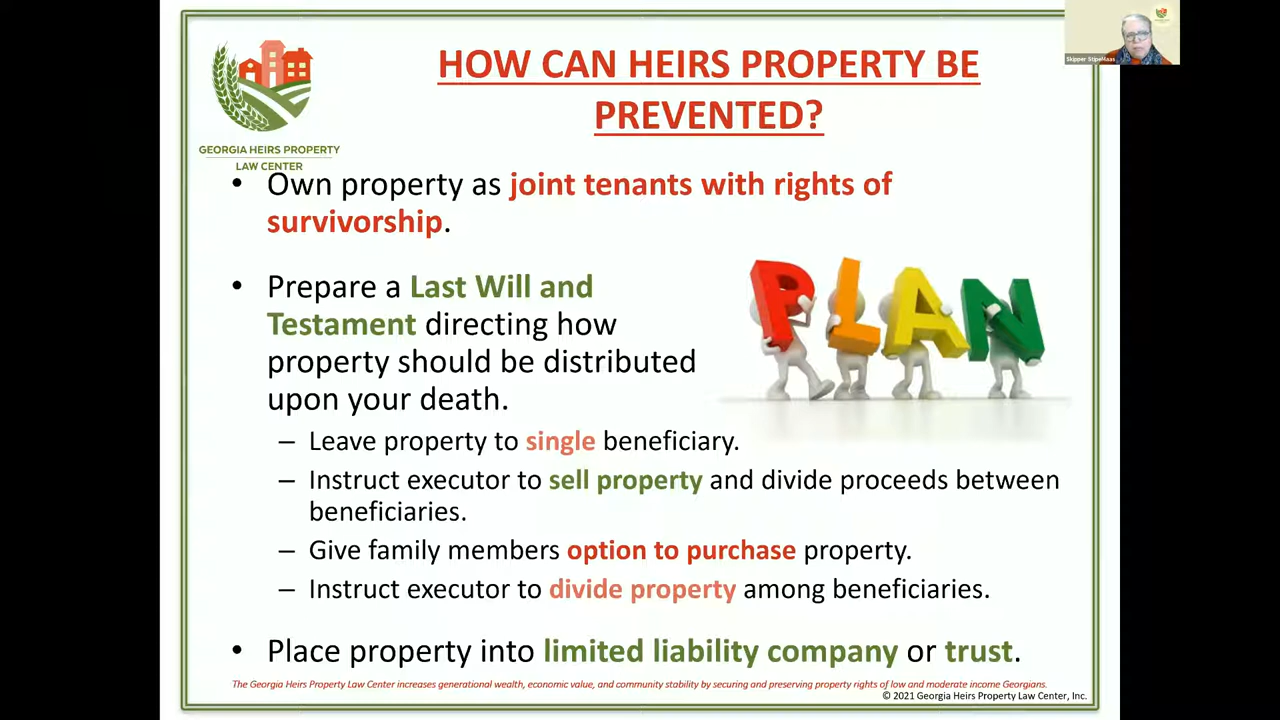 HOW CAN HEIRS PROPERTY BE
PREVENTED?
GEORGIA HEIRS PROPERTY
LAW CENTER
• Own property as joint tenants with rights of
survivorship.
• Prepare a Last Will and
Testament directing how
property should be distributed
upon your death.
– Leave property to single beneficiary.
– Instruct executor to sell property and divide proceeds between
beneficiaries.
– Give family members option to purchase property.
– Instruct executor to divide property among beneficiaries.
• Place property into limited liability company or trust.
PLAN
The Georgia Heirs Property Law Center increases generational wealth, economic value, and community stability by securing and preserving property rights of low and moderate income Georgians.
© 2021 Georgia Heirs Property Law Center, Inc.
Skipper StipeMaas